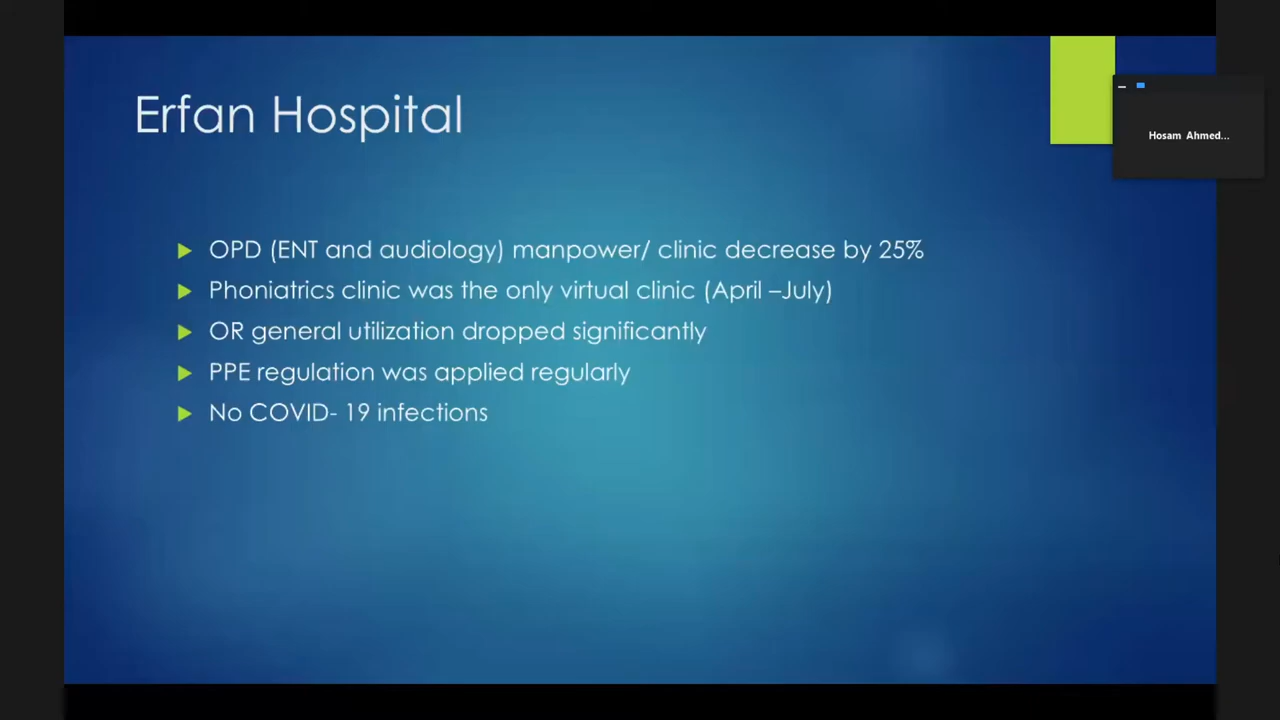 Erfan Hospital
Hosam Ahmed...
OPD (ENT and audiology) manpower/ clinic decrease by 25%
Phoniatrics clinic was the only virtual clinic (April –July)
OR general utilization dropped significantly
PPE regulation was applied regularly
No COVID- 19 infections